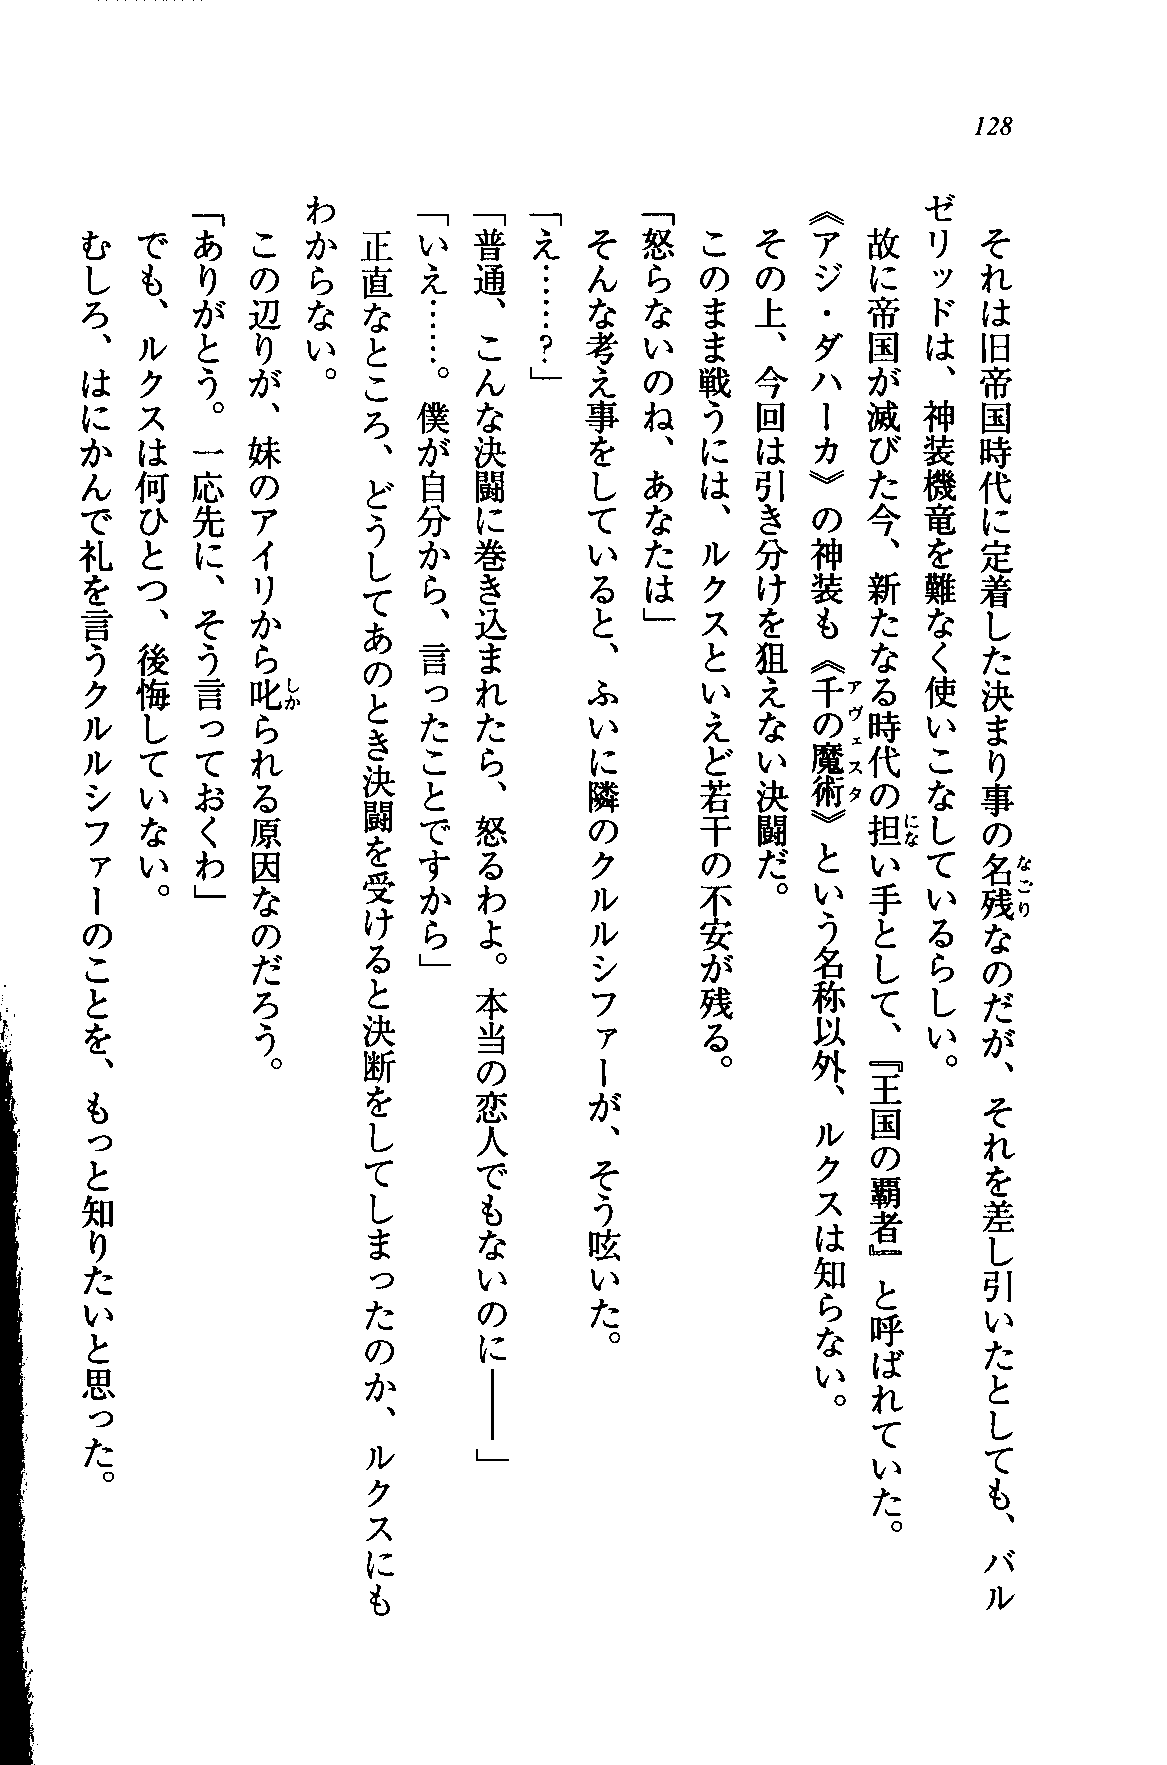 128
それは旧帝国時代に定着した決まり事の名残なのだが、それを差し引いたとしても、バル
ゼリッドは、神装機竜を難なく使いこなしているらしい。
故に帝国が滅びた今、新たなる時代の担い手として、『王国の覇者』と呼ばれていた。
《アジ・ダハーカ》の神装も《千の魔術》という名称以外、ルクスは知らない。
その上、今回は引き分けを狙えない決闘だ。
このまま戦うには、ルクスといえど若干の不安が残る。
「怒らないのね、あなたは」
そんな考え事をしていると、ふいに隣のクルルシファーが、そう呟いた。
「え……?」
「普通、こんな決闘に巻き込まれたら、怒るわよ。本当の恋人でもないのに――」
「いえ……。僕が自分から、言ったことですから」
正直なところ、どうしてあのとき決闘を受けると決断をしてしまったのか、ルクスにも
わからない。
この辺りが、妹のアイリから叱られる原因なのだろう。
「ありがとう。一応先に、そう言っておくわ」
でも、ルクスは何ひとつ、後悔していない。
むしろ、はにかんで礼を言うクルルシファーのことを、もっと知りたいと思った。